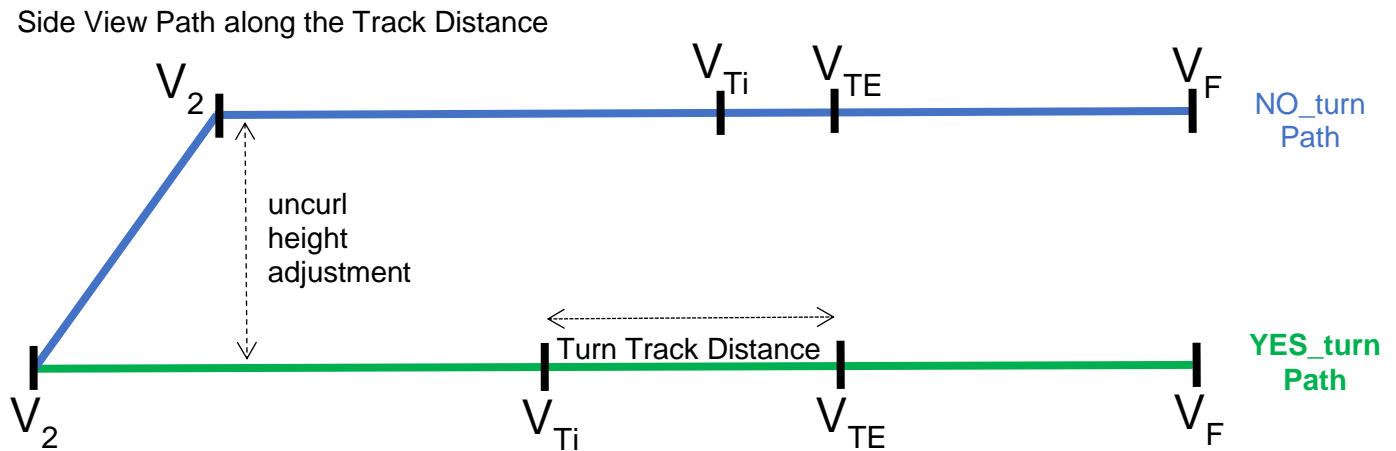 Side View Path along the Track Distance
V2
VTi
VTE
VF
NO_turn
Path
uncurl
height
adjustment
Turn Track Distance
YES_turn
Path
V2
VTi
VTE
VF